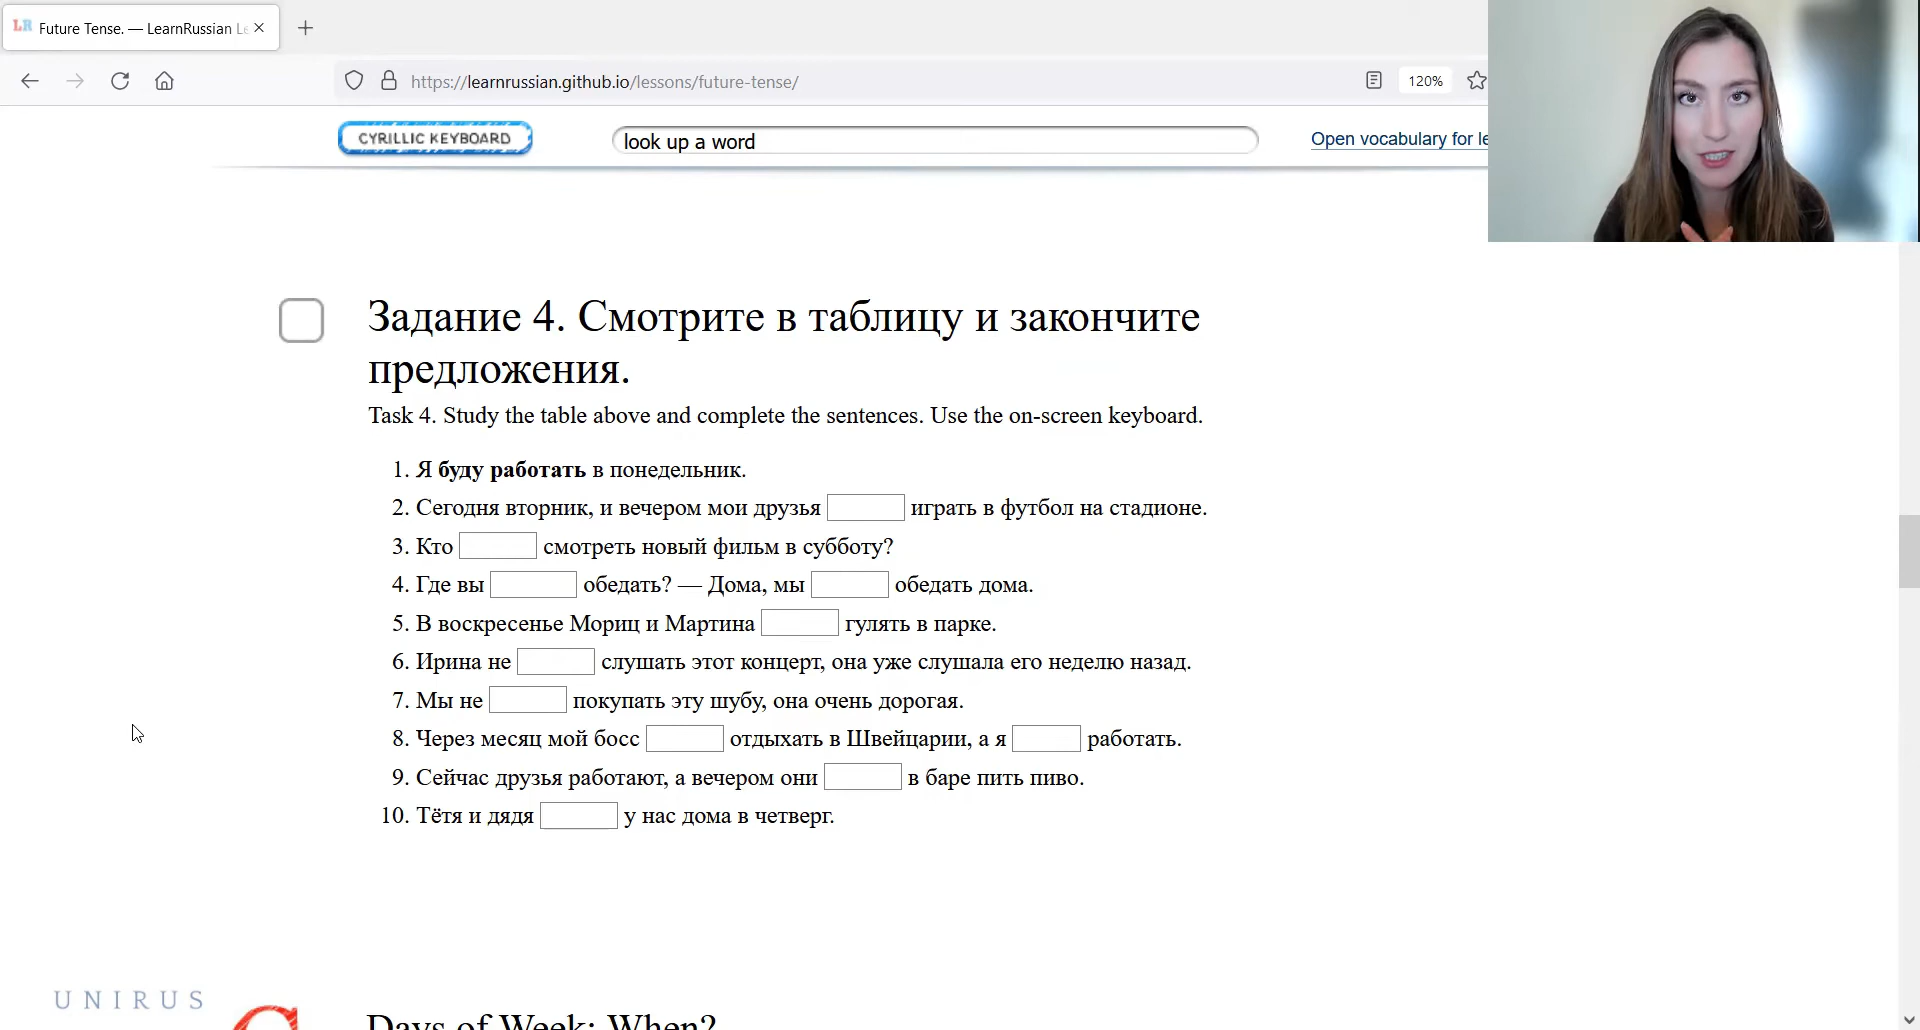 LR Future Tense. — LearnRussian Le
https://learnrussian.github.io/lessons/future-tense/
120%
CYRILLIC KEYBOARD
look up a word
Open vocabulary for le
Задание 4. Смотрите в таблицу и закончите
предложения.
Task 4. Study the table above and complete the sentences. Use the on-screen keyboard.
1. Я буду работать в понедельник.
2. Сегодня вторник, и вечером мои друзья играть в футбол на стадионе.
3. Кто смотреть новый фильм в субботу?
4. Где вы обедать? — Дома, мы обедать дома.
5. В воскресенье Мориц и Мартина гулять в парке.
6. Ирина не слушать этот концерт, она уже слушала его неделю назад.
7. Мы не покупать эту шубу, она очень дорогая.
8. Через месяц мой босс отдыхать в Швейцарии, а я работать.
9. Сейчас друзья работают, а вечером они в баре пить пиво.
10. Тётя и дядя у нас дома в четверг.
UNIRUS
Days of Week: When?